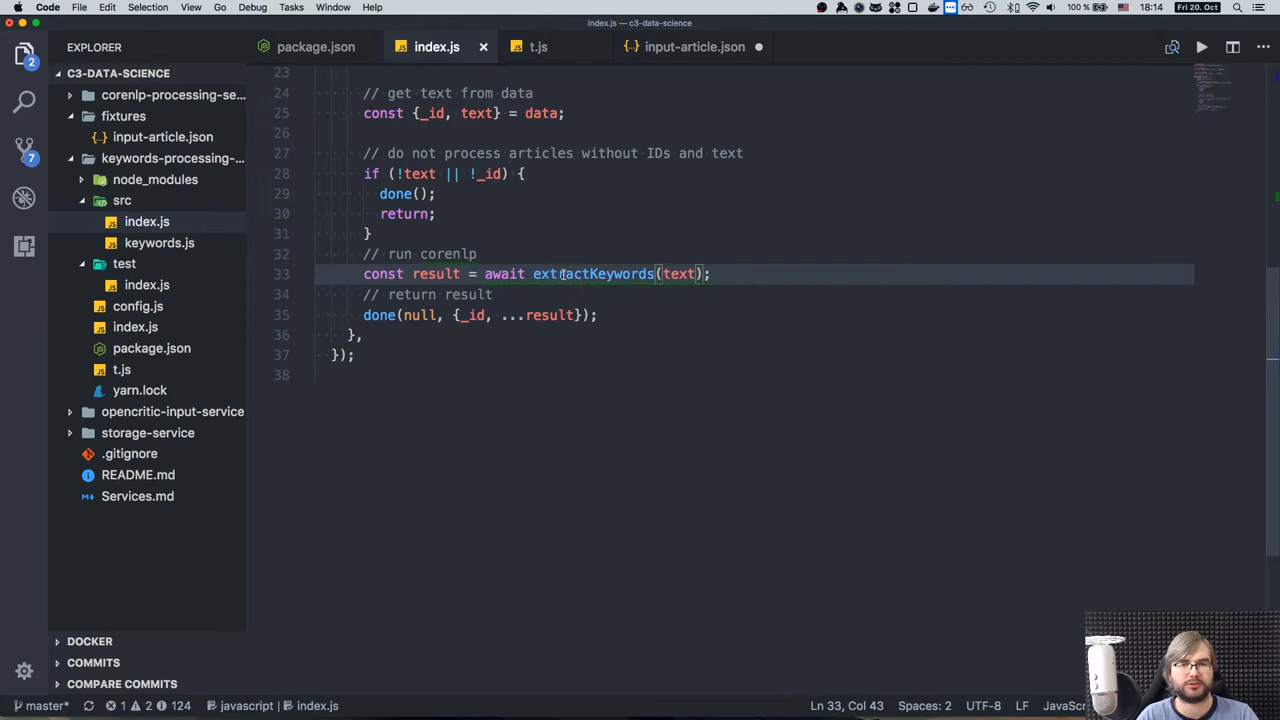 Code File Edit Selection View Go Debug Tasks Window Help 100 % 18:14 Fri 20. Oct
index.js — c3-data-science
EXPLORER
C3-DATA-SCIENCE
corenlp-processing-se...
fixtures
input-article.json
keywords-processing-...
node_modules
src
index.js
keywords.js
test
index.js
config.js
index.js
package.json
t.js
yarn.lock
opencritic-input-service
storage-service
.gitignore
README.md
Services.md
DOCKER
COMMITS
COMPARE COMMITS
2
7
package.json index.js t.js input-article.json
23
24 // get text from data
25 const {_id, text} = data;
26
27 // do not process articles without IDs and text
28 if (!text || !_id) {
29 done();
30 return;
31 }
32 // run corenlp
33 const result = await extractKeywords(text);
34 // return result
35 done(null, {_id, ...result});
36 },
37 });
38
master* 1 2 124 javascript | index.js Ln 33, Col 43 Spaces: 2 UTF-8 LF